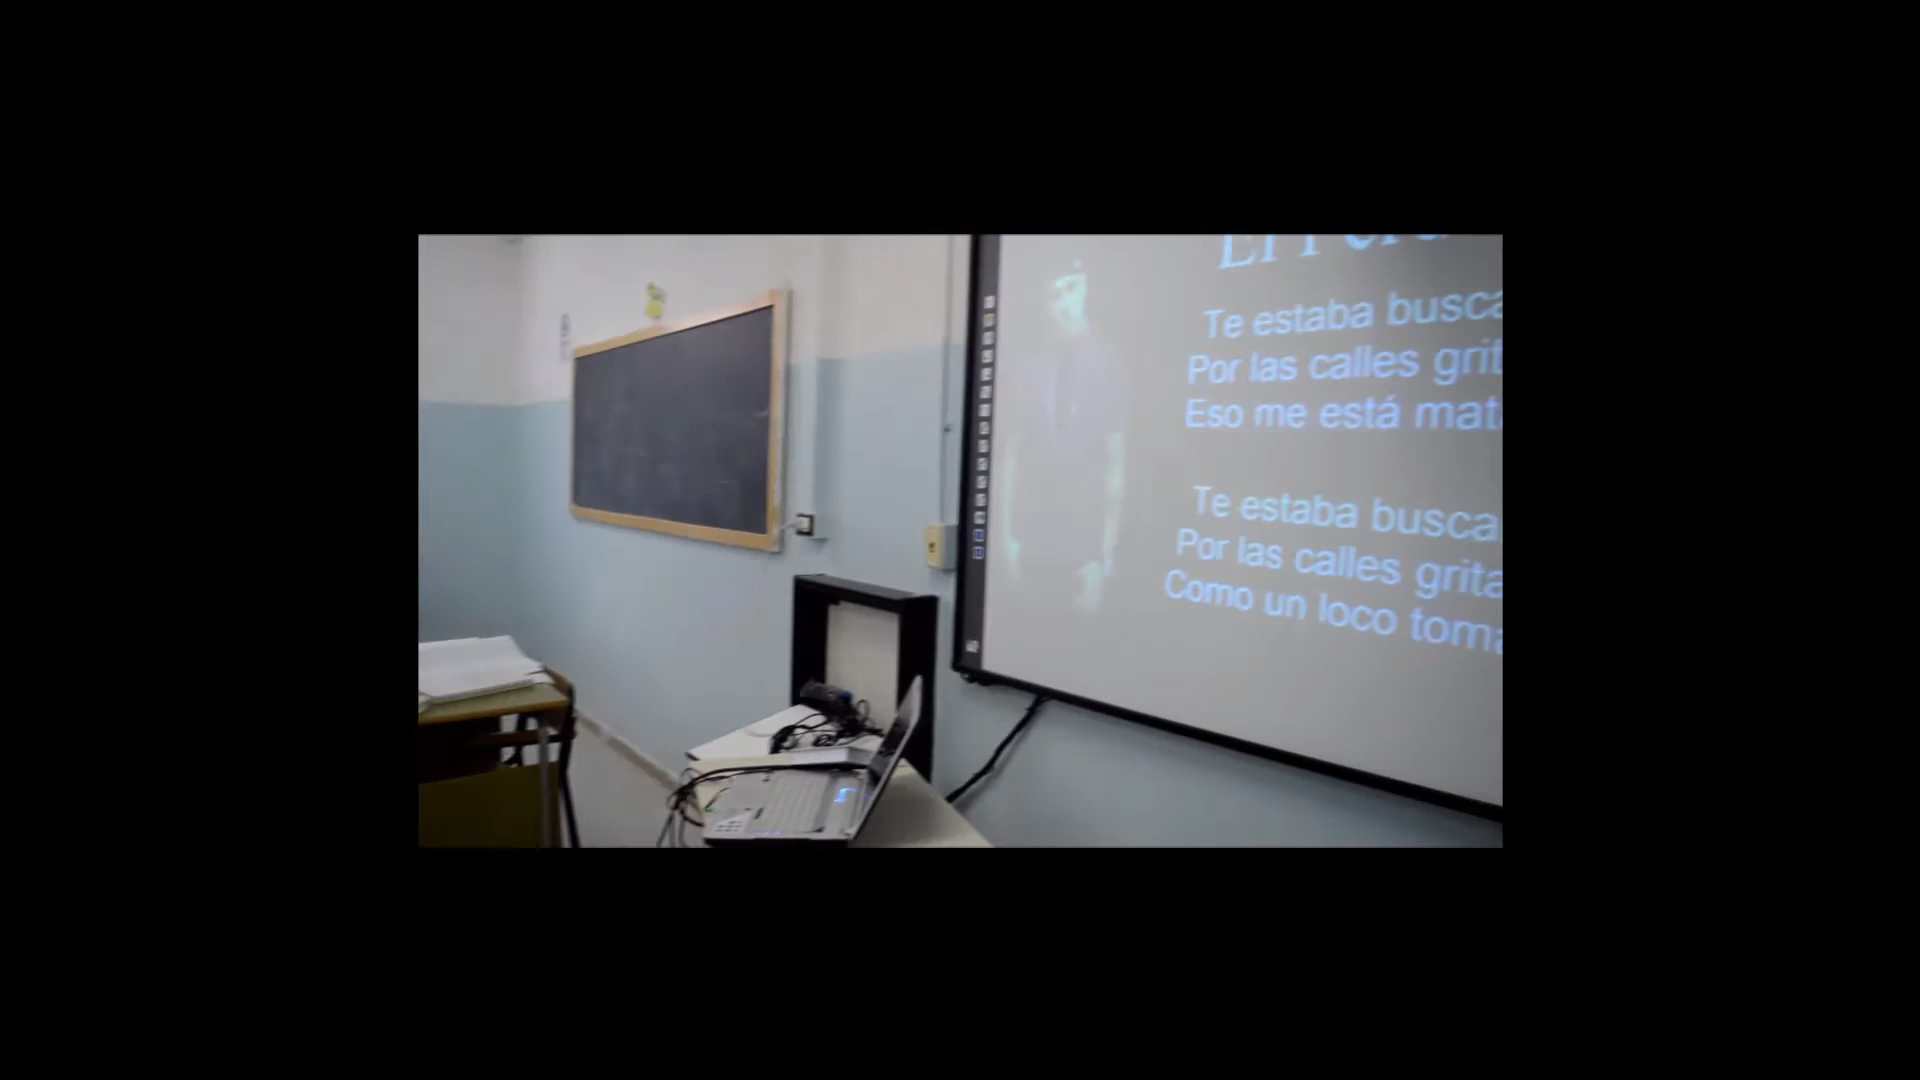 Te estaba busca
Por las calles grit
Eso me está mat
Te estaba busca
Por las calles grita
Como un loco toma